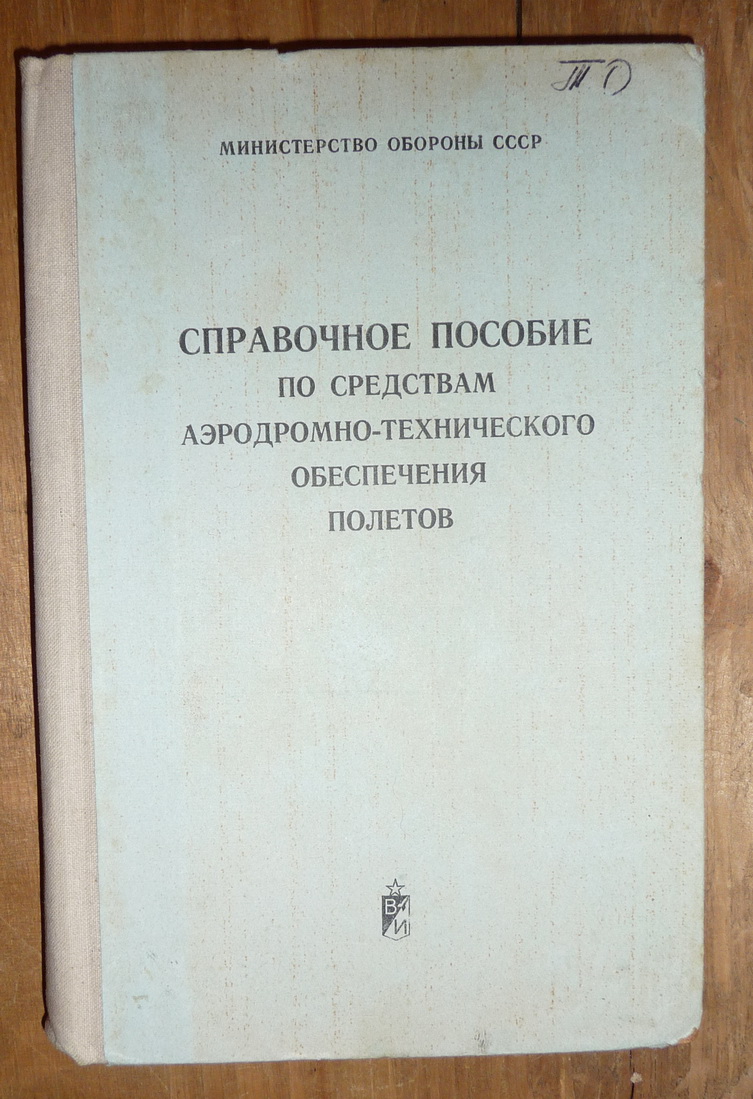 МИНИСТЕРСТВО ОБОРОНЫ СССР
СПРАВОЧНОЕ ПОСОБИЕ
ПО СРЕДСТВАМ
АЭРОДРОМНО-ТЕХНИЧЕСКОГО
ОБЕСПЕЧЕНИЯ
ПОЛЕТОВ
В
И